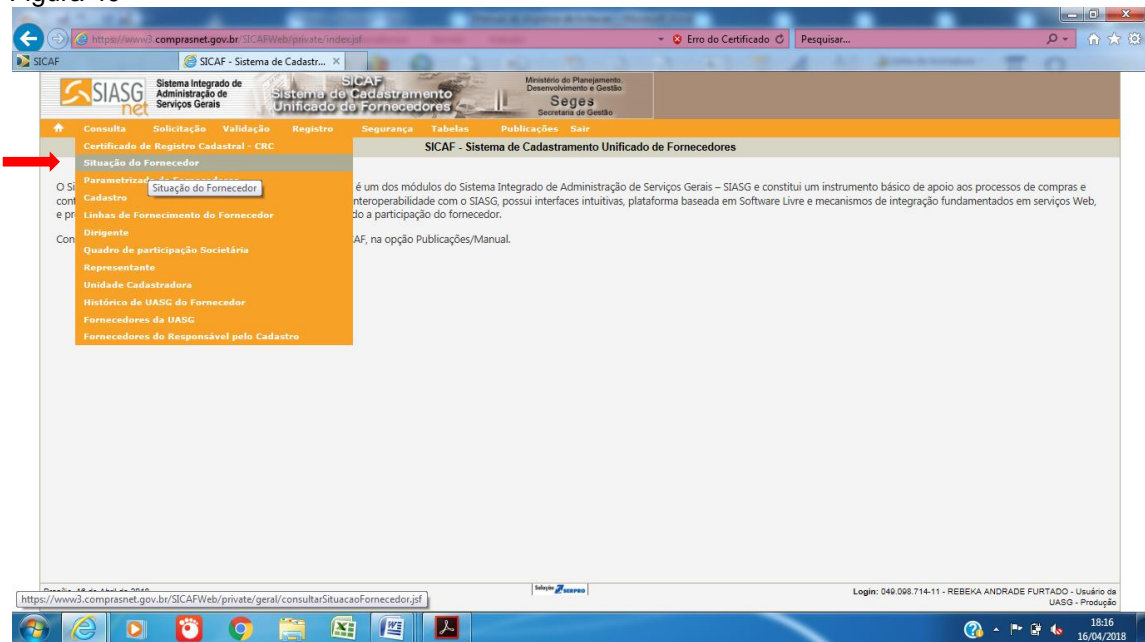 Figura 40
https://www3.comprasnet.gov.br/SICAFWeb/private/index.jsf
Erro do Certificado
Pesquisar...
SICAF
SICAF - Sistema de Cadastr...
SIASG
net
Sistema Integrado de
Administração de
Serviços Gerais
SICAF
Sistema de Cadastramento
Unificado de Fornecedores
Ministério do Planejamento,
Desenvolvimento e Gestão
Seges
Secretaria de Gestão
Consulta Solicitação Validação Registro Segurança Tabelas Publicações Sair
Certificado de Registro Cadastral - CRC
SICAF - Sistema de Cadastramento Unificado de Fornecedores
Situação do Fornecedor
Situação do Fornecedor
Cadastro
Linhas de Fornecimento do Fornecedor
Dirigente
Quadro de participação Societária
Representante
Unidade Cadastradora
Histórico de UASG do Fornecedor
Fornecedores da UASG
Fornecedores do Responsável pelo Cadastro
O Si
é um dos módulos do Sistema Integrado de Administração de Serviços Gerais – SIASG e constitui um instrumento básico de apoio aos processos de compras e
cont
nteroperabilidade com o SIASG, possui interfaces intuitivas, plataforma baseada em Software Livre e mecanismos de integração fundamentados em serviços Web,
e pr
do a participação do fornecedor.
Con
AF, na opção Publicações/Manual.
https://www3.comprasnet.gov.br/SICAFWeb/private/geral/consultarSituacaoFornecedor.jsf
Solução SERPRO
Login: 049.098.714-11 - REBEKA ANDRADE FURTADO - Usuário da
UASG - Produção
18:16
16/04/2018